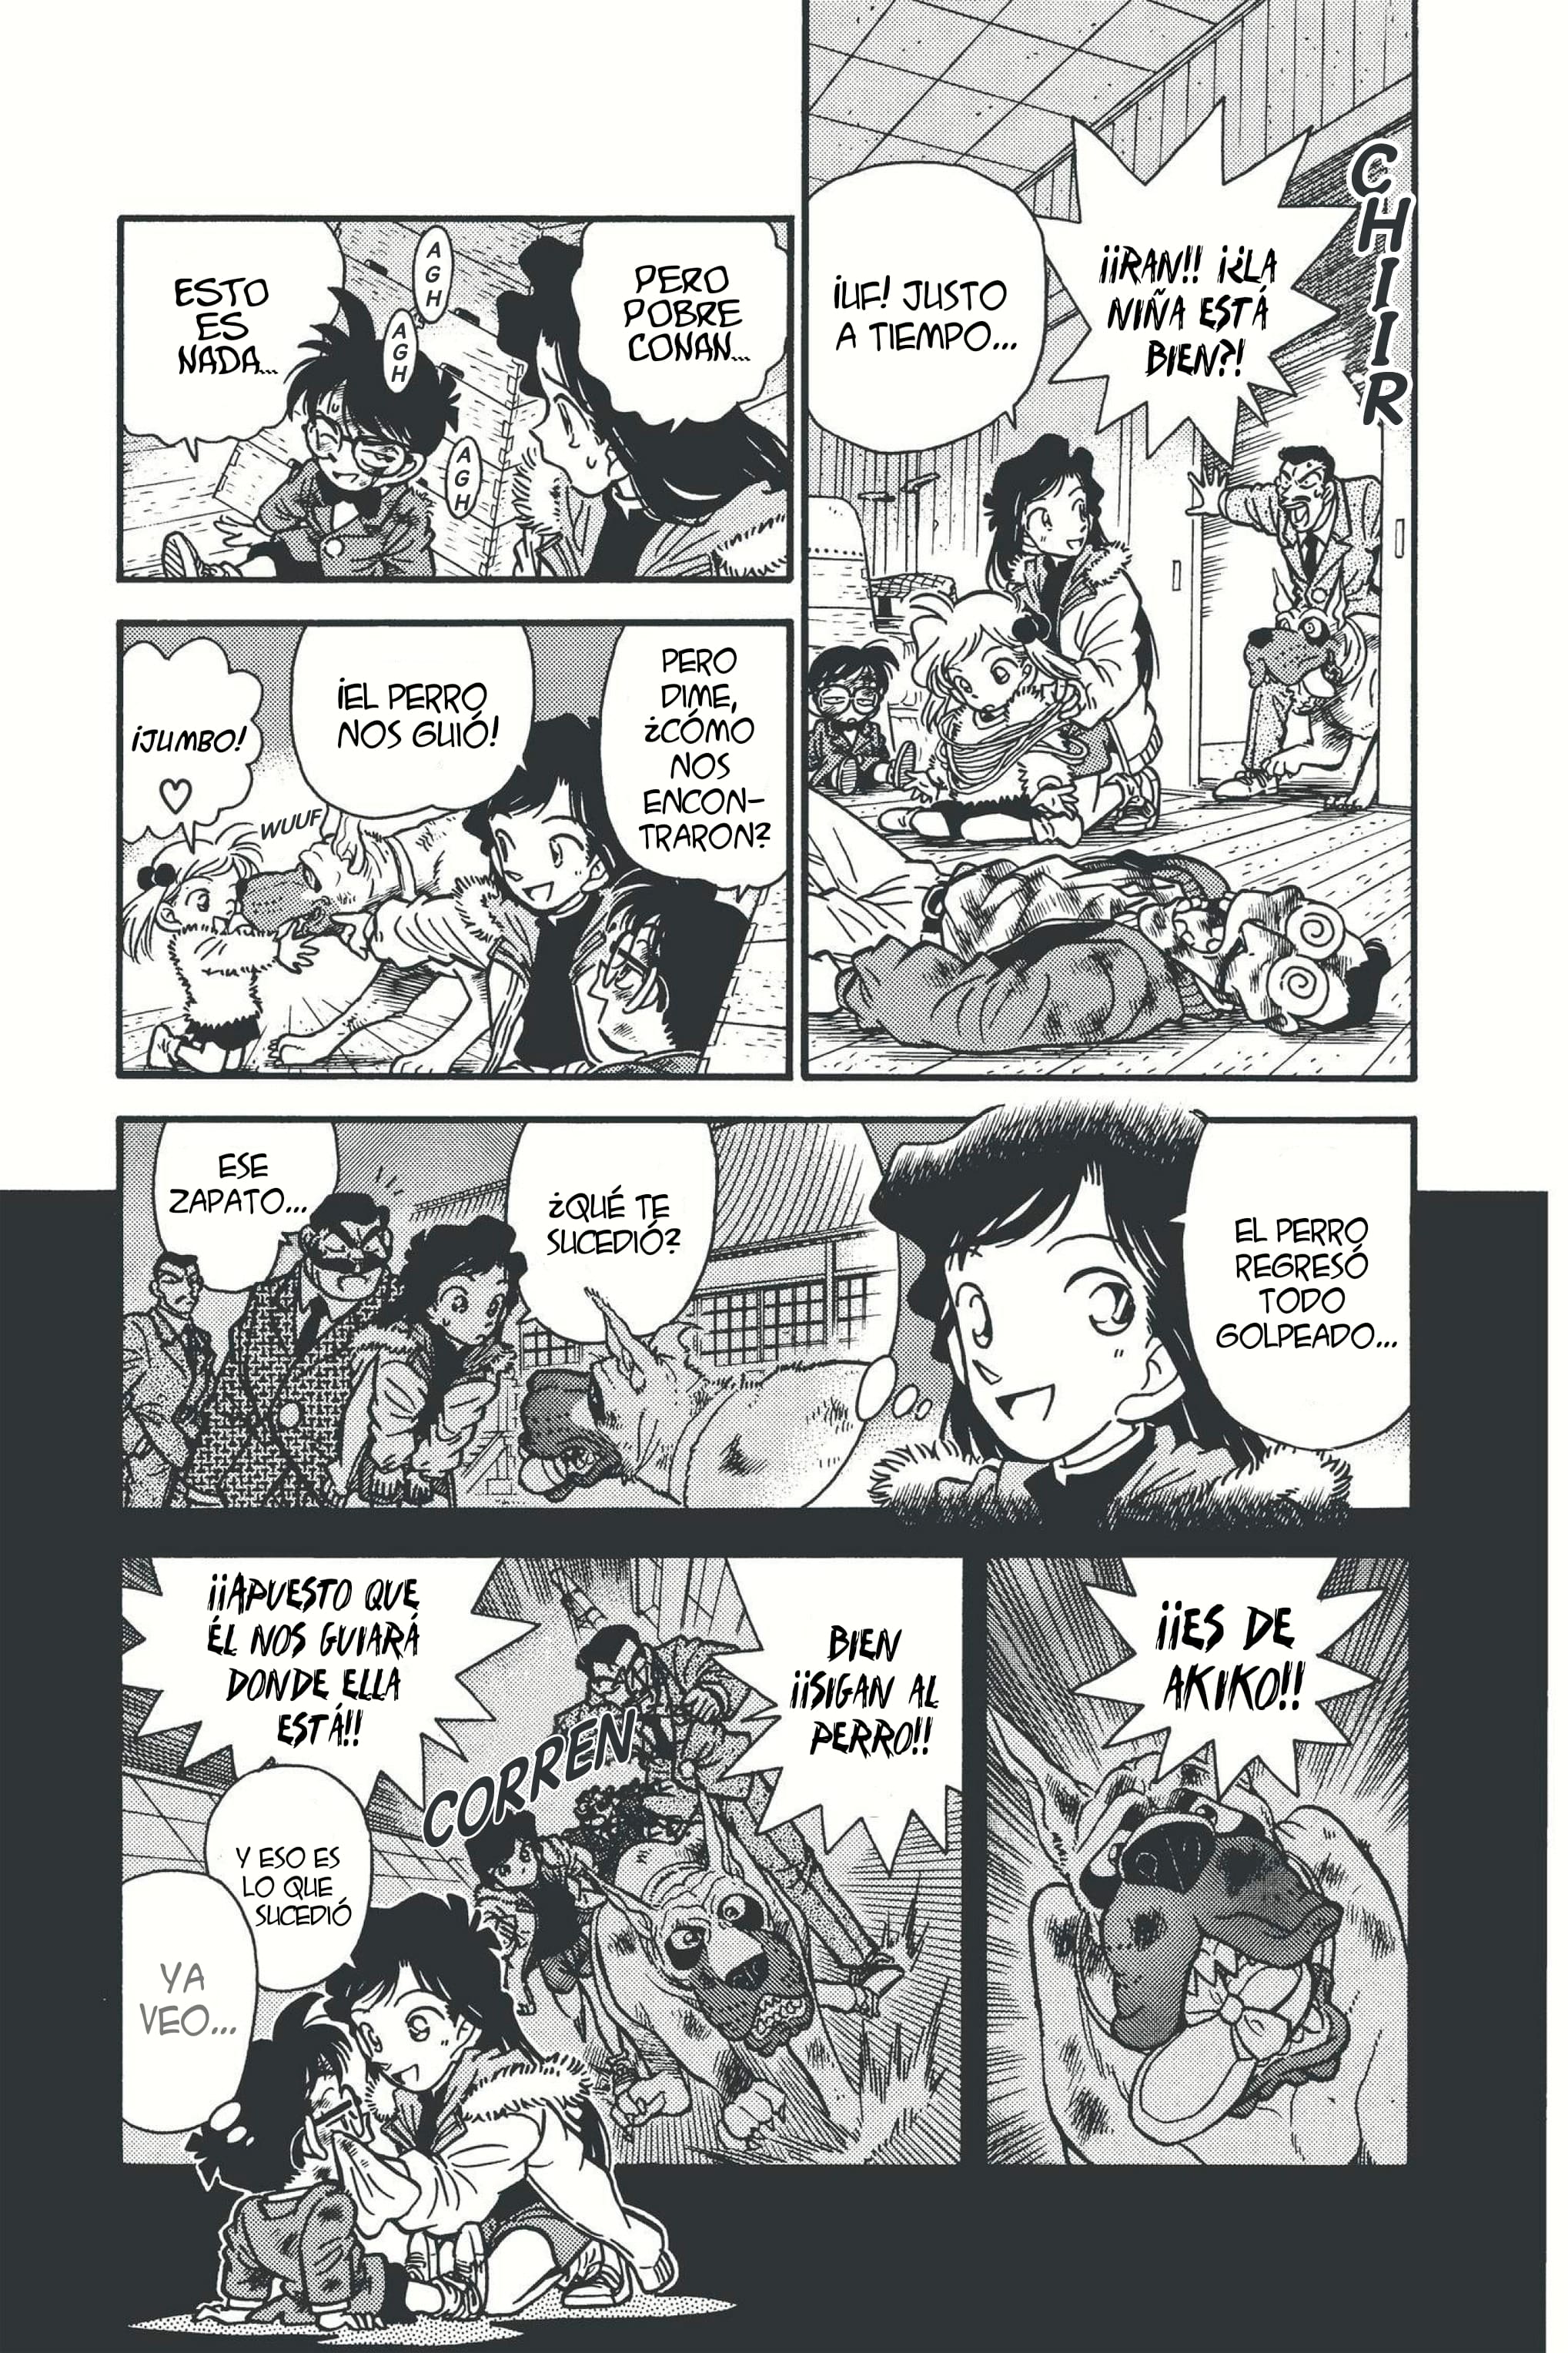 CHIIR
¡¡RAN!! ¡¿LA
NIÑA ESTÁ
BIEN?!
¡UF! JUSTO
A TIEMPO...
PERO
POBRE
CONAN...
AGH
AGH
AGH
ESTO
ES
NADA...
PERO
DIME,
¿CÓMO
NOS
ENCON-
TRARON?
¡EL PERRO
NOS GUIÓ!
WUUF
¡JUMBO!
♡
EL PERRO
REGRESÓ
TODO
GOLPEADO...
¿QUÉ TE
SUCEDIÓ?
ESE
ZAPATO...
¡¡ES DE
AKIKO!!
BIEN
¡¡SIGAN AL
PERRO!!
CORREN
¡¡APUESTO QUE
ÉL NOS GUIARÁ
DONDE ELLA
ESTÁ!!
Y ESO ES
LO QUE
SUCEDIÓ
YA
VEO...